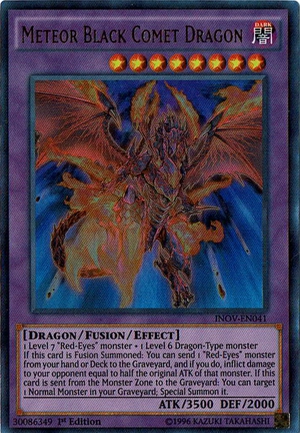 METEOR BLACK COMET DRAGON
DARK
闇
INOV-EN041
[DRAGON/FUSION/EFFECT]
1 Level 7 "Red-Eyes" monster + 1 Level 6 Dragon-Type monster
If this card is Fusion Summoned: You can send 1 "Red-Eyes" monster
from your hand or Deck to the Graveyard, and if you do, inflict damage
to your opponent equal to half the original ATK of that monster. If this
card is sent from the Monster Zone to the Graveyard: You can target
1 Normal Monster in your Graveyard; Special Summon it.
ATK/3500 DEF/2000
30086349 1st Edition ©1996 KAZUKI TAKAHASHI